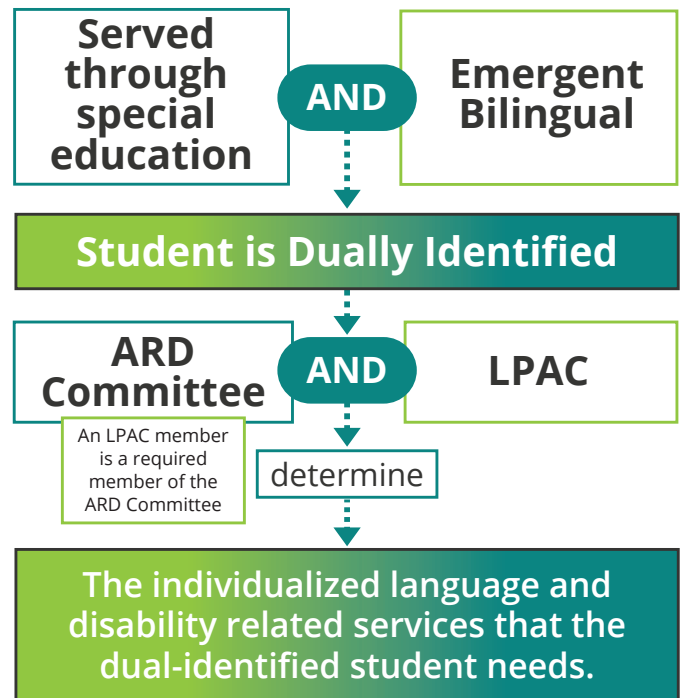 Served
through
special
education
AND
Emergent
Bilingual
Student is Dually Identified
ARD
Committee
AND
LPAC
An LPAC member
is a required
member of the
ARD Committee
determine
The individualized language and
disability related services that the
dual-identified student needs.